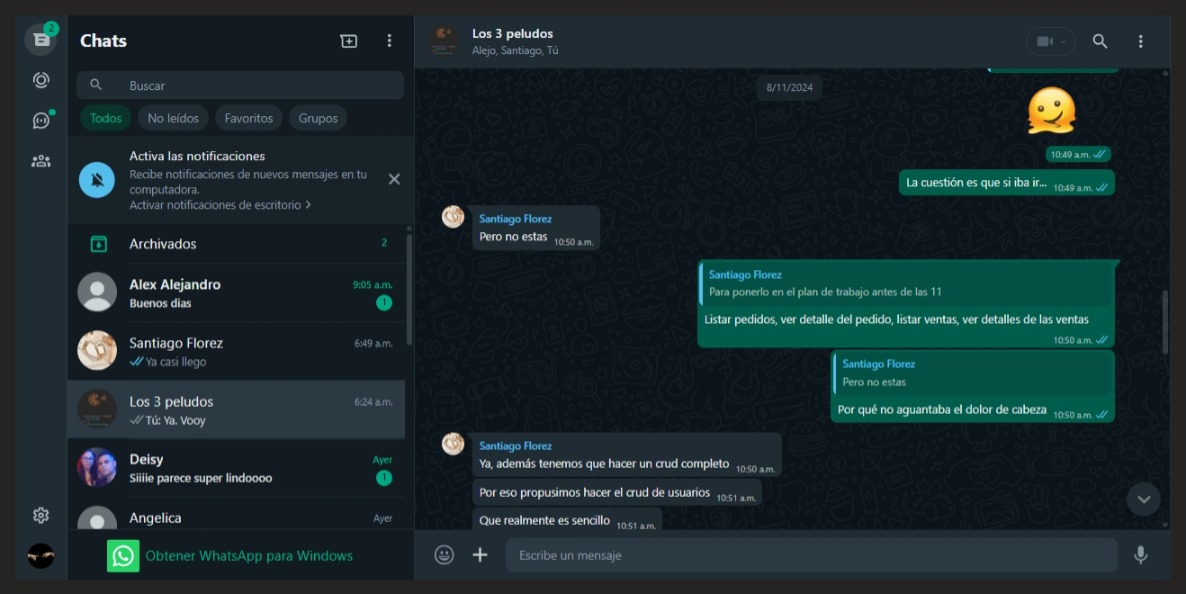 2
Chats
Buscar
Todos
No leídos
Favoritos
Grupos
Activa las notificaciones
Recibe notificaciones de nuevos mensajes en tu
computadora.
Activar notificaciones de escritorio >
Archivados
2
Alex Alejandro
9:05 a.m.
Buenos dias
1
Santiago Florez
6:49 a.m.
Ya casi llego
Los 3 peludos
6:24 a.m.
Tú: Ya. Vooy
Deisy
Ayer
Siiiie parece super lindoooo
1
Angelica
Ayer
Obtener WhatsApp para Windows
Los 3 peludos
Alejo, Santiago, Tú
8/11/2024
10:49 a.m.
La cuestión es que si iba ir... 10:49 a.m.
Santiago Florez
Pero no estas 10:50 a.m.
Santiago Florez
Para ponerlo en el plan de trabajo antes de las 11
Listar pedidos, ver detalle del pedido, listar ventas, ver detalles de las ventas
10:50 a.m.
Santiago Florez
Pero no estas
Por qué no aguantaba el dolor de cabeza 10:50 a.m.
Santiago Florez
Ya, además tenemos que hacer un crud completo 10:50 a.m.
Por eso propusimos hacer el crud de usuarios 10:51 a.m.
Que realmente es sencillo 10:51 a.m.
Escribe un mensaje